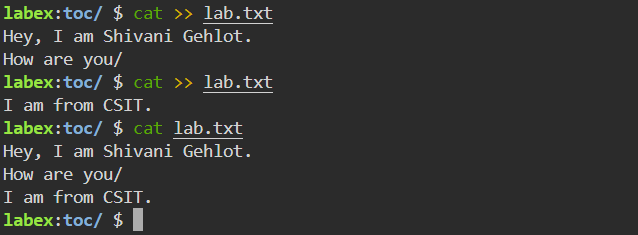 labex:toc/ $ cat >> lab.txt
Hey, I am Shivani Gehlot.
How are you/
labex:toc/ $ cat >> lab.txt
I am from CSIT.
labex:toc/ $ cat lab.txt
Hey, I am Shivani Gehlot.
How are you/
I am from CSIT.
labex:toc/ $